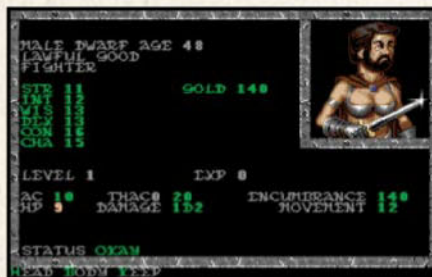 MALE DWARF AGE 48
LAWFUL GOOD
FIGHTER
STR 11 GOLD 140
INT 12
WIS 13
DEX 13
CON 16
CHA 15
LEVEL 1 EXP 0
AC 10 THAC0 20 ENCUMBRANCE 140
HP 9 DAMAGE 1D2 MOVEMENT 12
STATUS OKAY
HEAD BODY KEEP